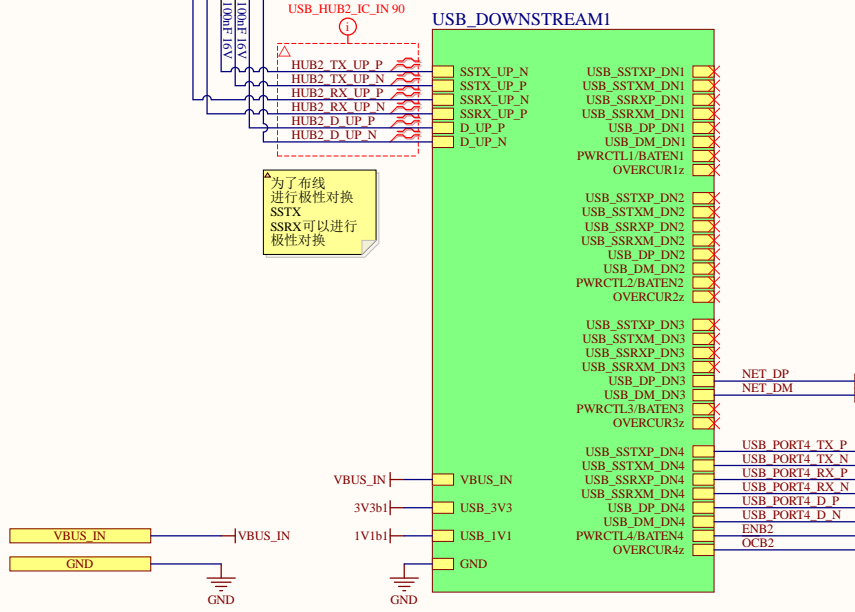 USB_HUB2_IC_IN 90
USB_DOWNSTREAM1
100nF 16V
100nF 16V
i
HUB2_TX_UP_P
HUB2_TX_UP_N
HUB2_RX_UP_P
HUB2_RX_UP_N
HUB2_D_UP_P
HUB2_D_UP_N
SSTX_UP_N
SSTX_UP_P
SSRX_UP_N
SSRX_UP_P
D_UP_P
D_UP_N
为了布线
进行极性对换
SSTX
SSRX可以进行
极性对换
USB_SSTXP_DN1
USB_SSTXM_DN1
USB_SSRXP_DN1
USB_SSRXM_DN1
USB_DP_DN1
USB_DM_DN1
PWRCTL1/BATEN1
OVERCUR1z
USB_SSTXP_DN2
USB_SSTXM_DN2
USB_SSRXP_DN2
USB_SSRXM_DN2
USB_DP_DN2
USB_DM_DN2
PWRCTL2/BATEN2
OVERCUR2z
USB_SSTXP_DN3
USB_SSTXM_DN3
USB_SSRXP_DN3
USB_SSRXM_DN3
USB_DP_DN3
USB_DM_DN3
PWRCTL3/BATEN3
OVERCUR3z
NET_DP
NET_DM
USB_SSTXP_DN4
USB_SSTXM_DN4
USB_SSRXP_DN4
USB_SSRXM_DN4
USB_DP_DN4
USB_DM_DN4
PWRCTL4/BATEN4
OVERCUR4z
USB_PORT4_TX_P
USB_PORT4_TX_N
USB_PORT4_RX_P
USB_PORT4_RX_N
USB_PORT4_D_P
USB_PORT4_D_N
ENB2
OCB2
VBUS_IN
VBUS_IN
3V3b1
USB_3V3
1V1b1
USB_1V1
GND
GND
VBUS_IN
VBUS_IN
GND
GND